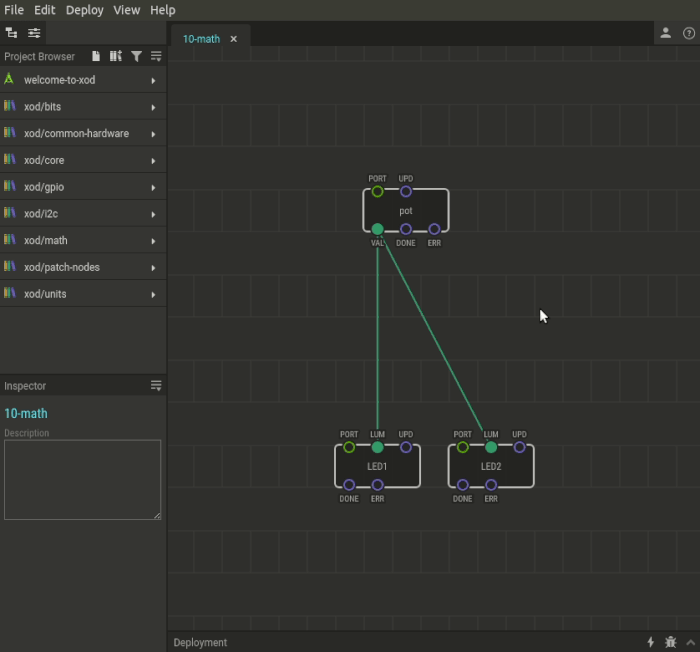 File Edit Deploy View Help
10-math ×
Project Browser
welcome-to-xod
xod/bits
xod/common-hardware
xod/core
xod/gpio
xod/i2c
xod/math
xod/patch-nodes
xod/units
PORT UPD
pot
VAL DONE ERR
PORT LUM UPD PORT LUM UPD
LED1 LED2
DONE ERR DONE ERR
Inspector
10-math
Description
Deployment